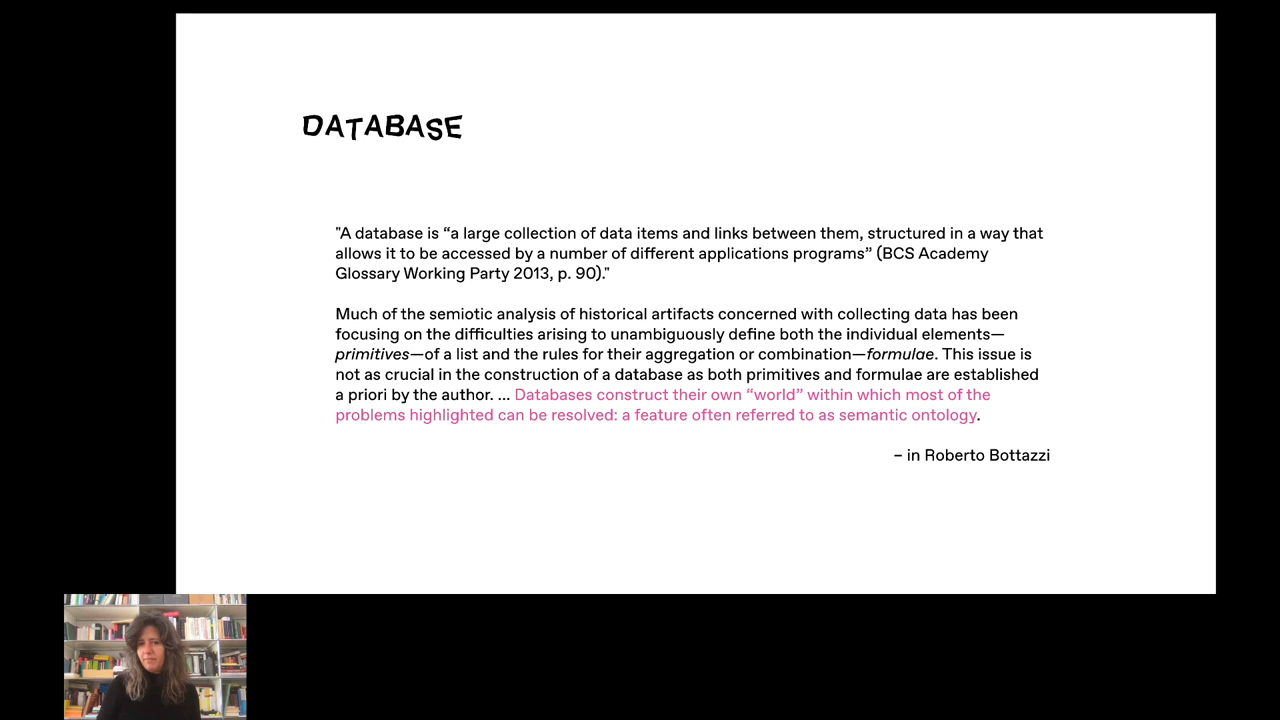 DATABASE
"A database is “a large collection of data items and links between them, structured in a way that
allows it to be accessed by a number of different applications programs” (BCS Academy
Glossary Working Party 2013, p. 90)."
Much of the semiotic analysis of historical artifacts concerned with collecting data has been
focusing on the difficulties arising to unambiguously define both the individual elements—
primitives—of a list and the rules for their aggregation or combination—formulae. This issue is
not as crucial in the construction of a database as both primitives and formulae are established
a priori by the author. ... Databases construct their own “world” within which most of the
problems highlighted can be resolved: a feature often referred to as semantic ontology.
– in Roberto Bottazzi